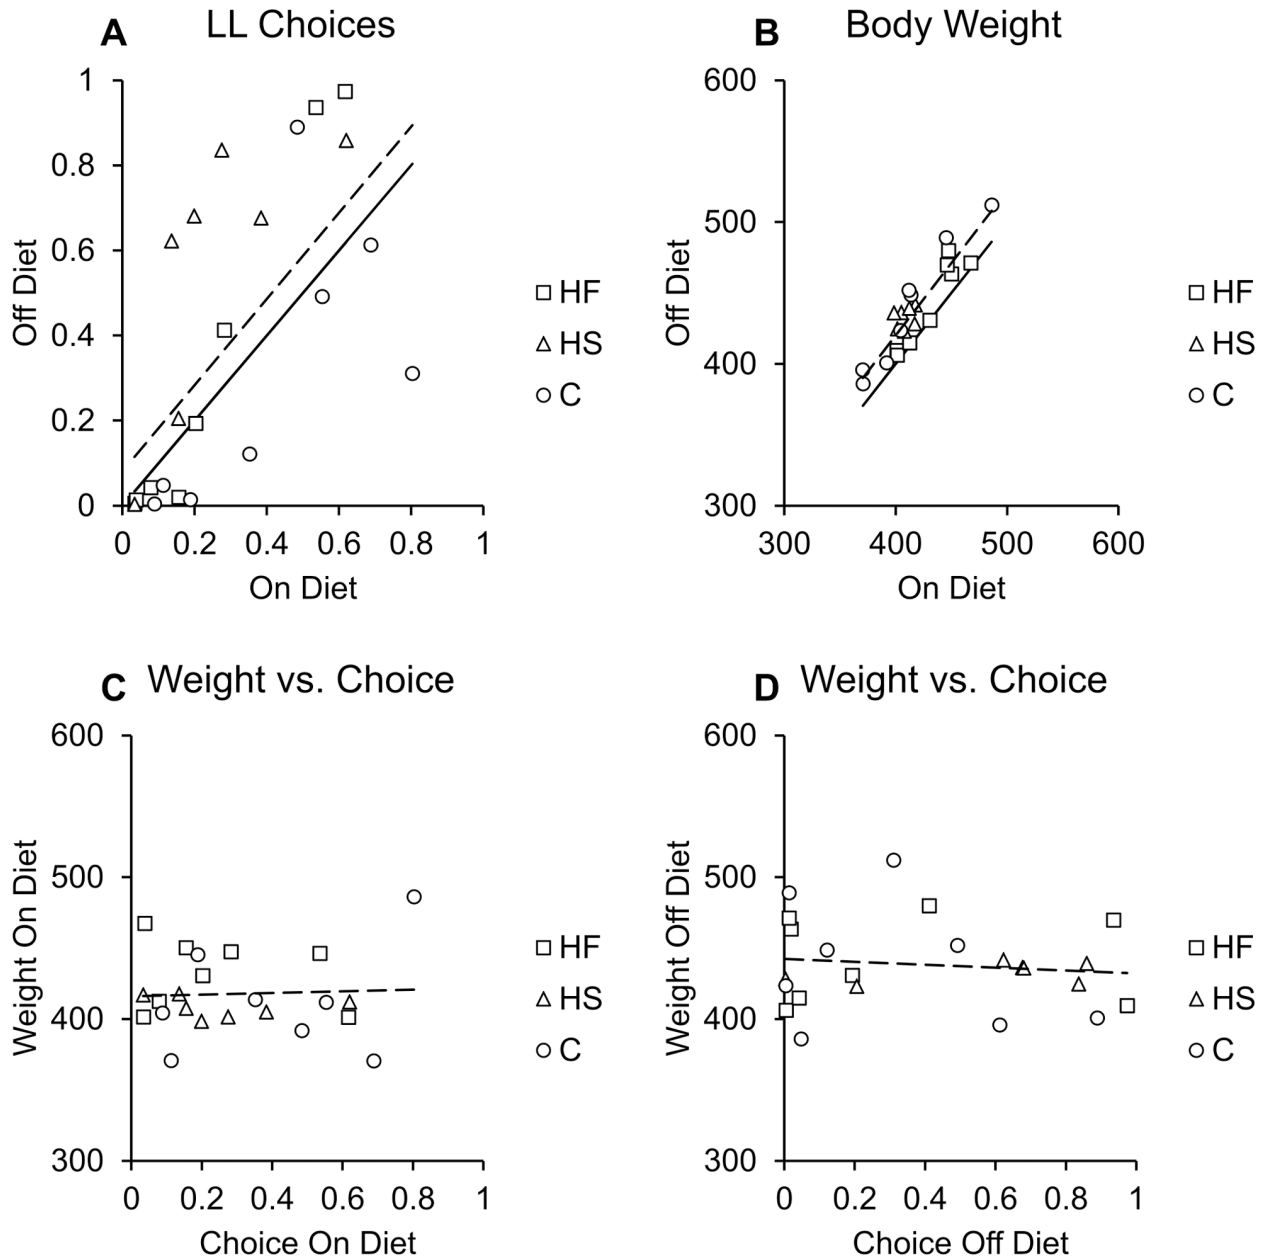 A LL Choices
1
0.8
0.6
0.4
0.2
0
Off Diet
0 0.2 0.4 0.6 0.8 1
On Diet
HF
HS
C
B Body Weight
600
500
400
300
Off Diet
300 400 500 600
On Diet
HF
HS
C
C Weight vs. Choice
600
500
400
300
Weight On Diet
0 0.2 0.4 0.6 0.8 1
Choice On Diet
HF
HS
C
D Weight vs. Choice
600
500
400
300
Weight Off Diet
0 0.2 0.4 0.6 0.8 1
Choice Off Diet
HF
HS
C